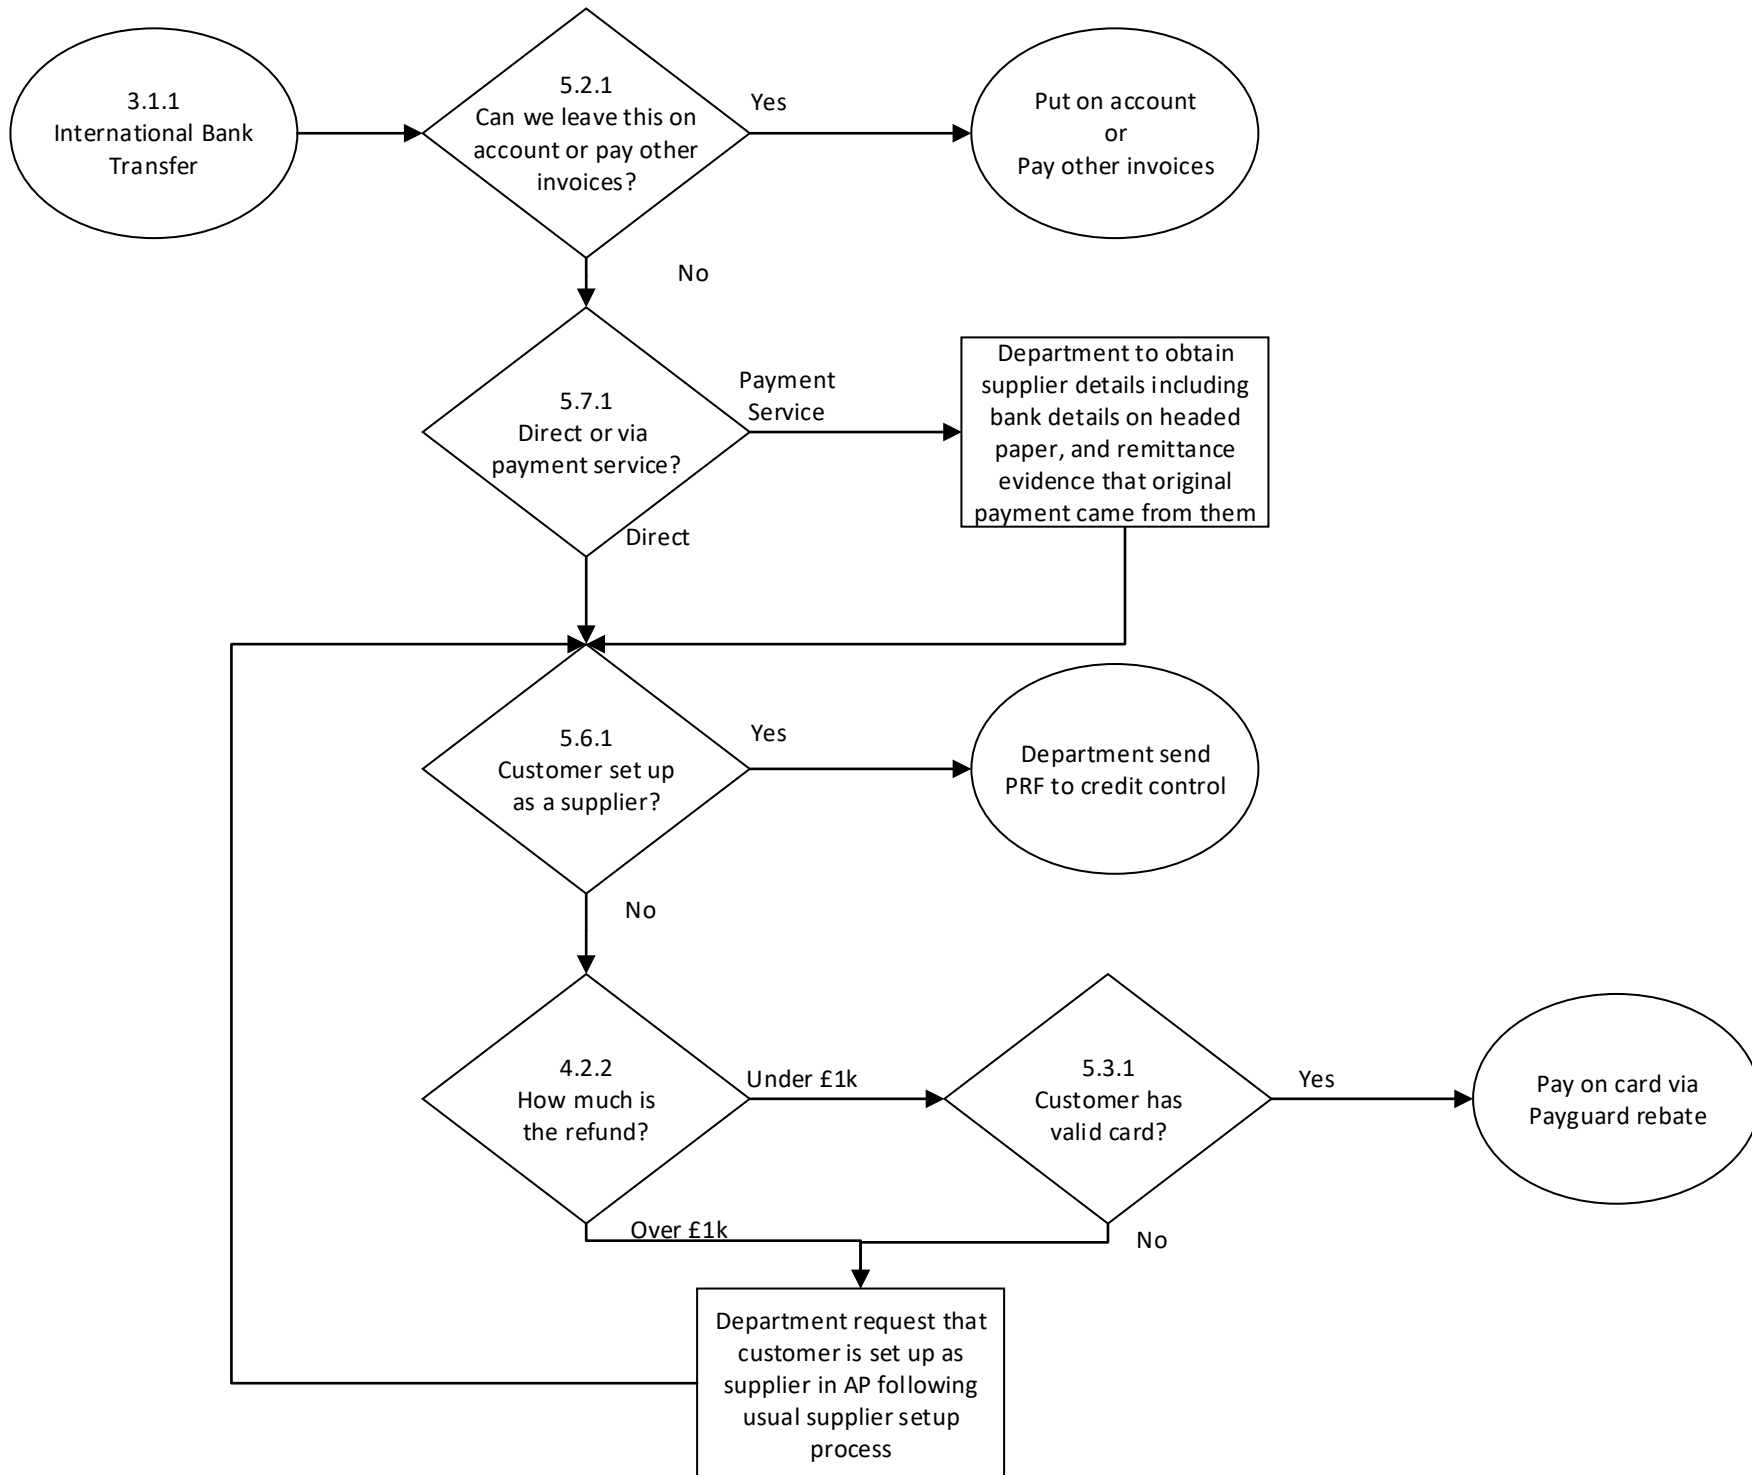 3.1.1
International Bank
Transfer
5.2.1
Can we leave this on
account or pay other
invoices?
Yes
Put on account
or
Pay other invoices
No
5.7.1
Direct or via
payment service?
Payment
Service
Department to obtain
supplier details including
bank details on headed
paper, and remittance
evidence that original
payment came from them
Direct
5.6.1
Customer set up
as a supplier?
Yes
Department send
PRF to credit control
No
4.2.2
How much is
the refund?
Under £1k
5.3.1
Customer has
valid card?
Yes
Pay on card via
Payguard rebate
Over £1k
No
Department request that
customer is set up as
supplier in AP following
usual supplier setup
process